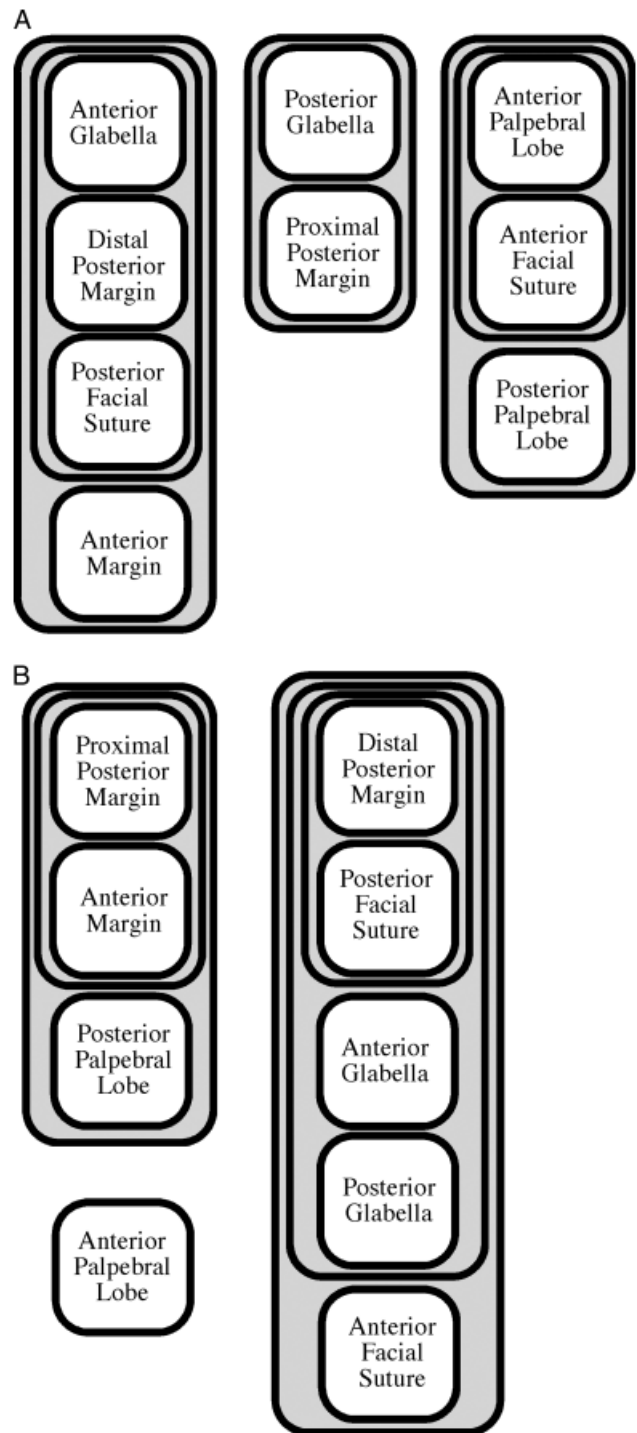 A
Anterior
Glabella
Distal
Posterior
Margin
Posterior
Facial
Suture
Anterior
Margin
Posterior
Glabella
Proximal
Posterior
Margin
Anterior
Palpebral
Lobe
Anterior
Facial
Suture
Posterior
Palpebral
Lobe
B
Proximal
Posterior
Margin
Anterior
Margin
Posterior
Palpebral
Lobe
Anterior
Palpebral
Lobe
Distal
Posterior
Margin
Posterior
Facial
Suture
Anterior
Glabella
Posterior
Glabella
Anterior
Facial
Suture